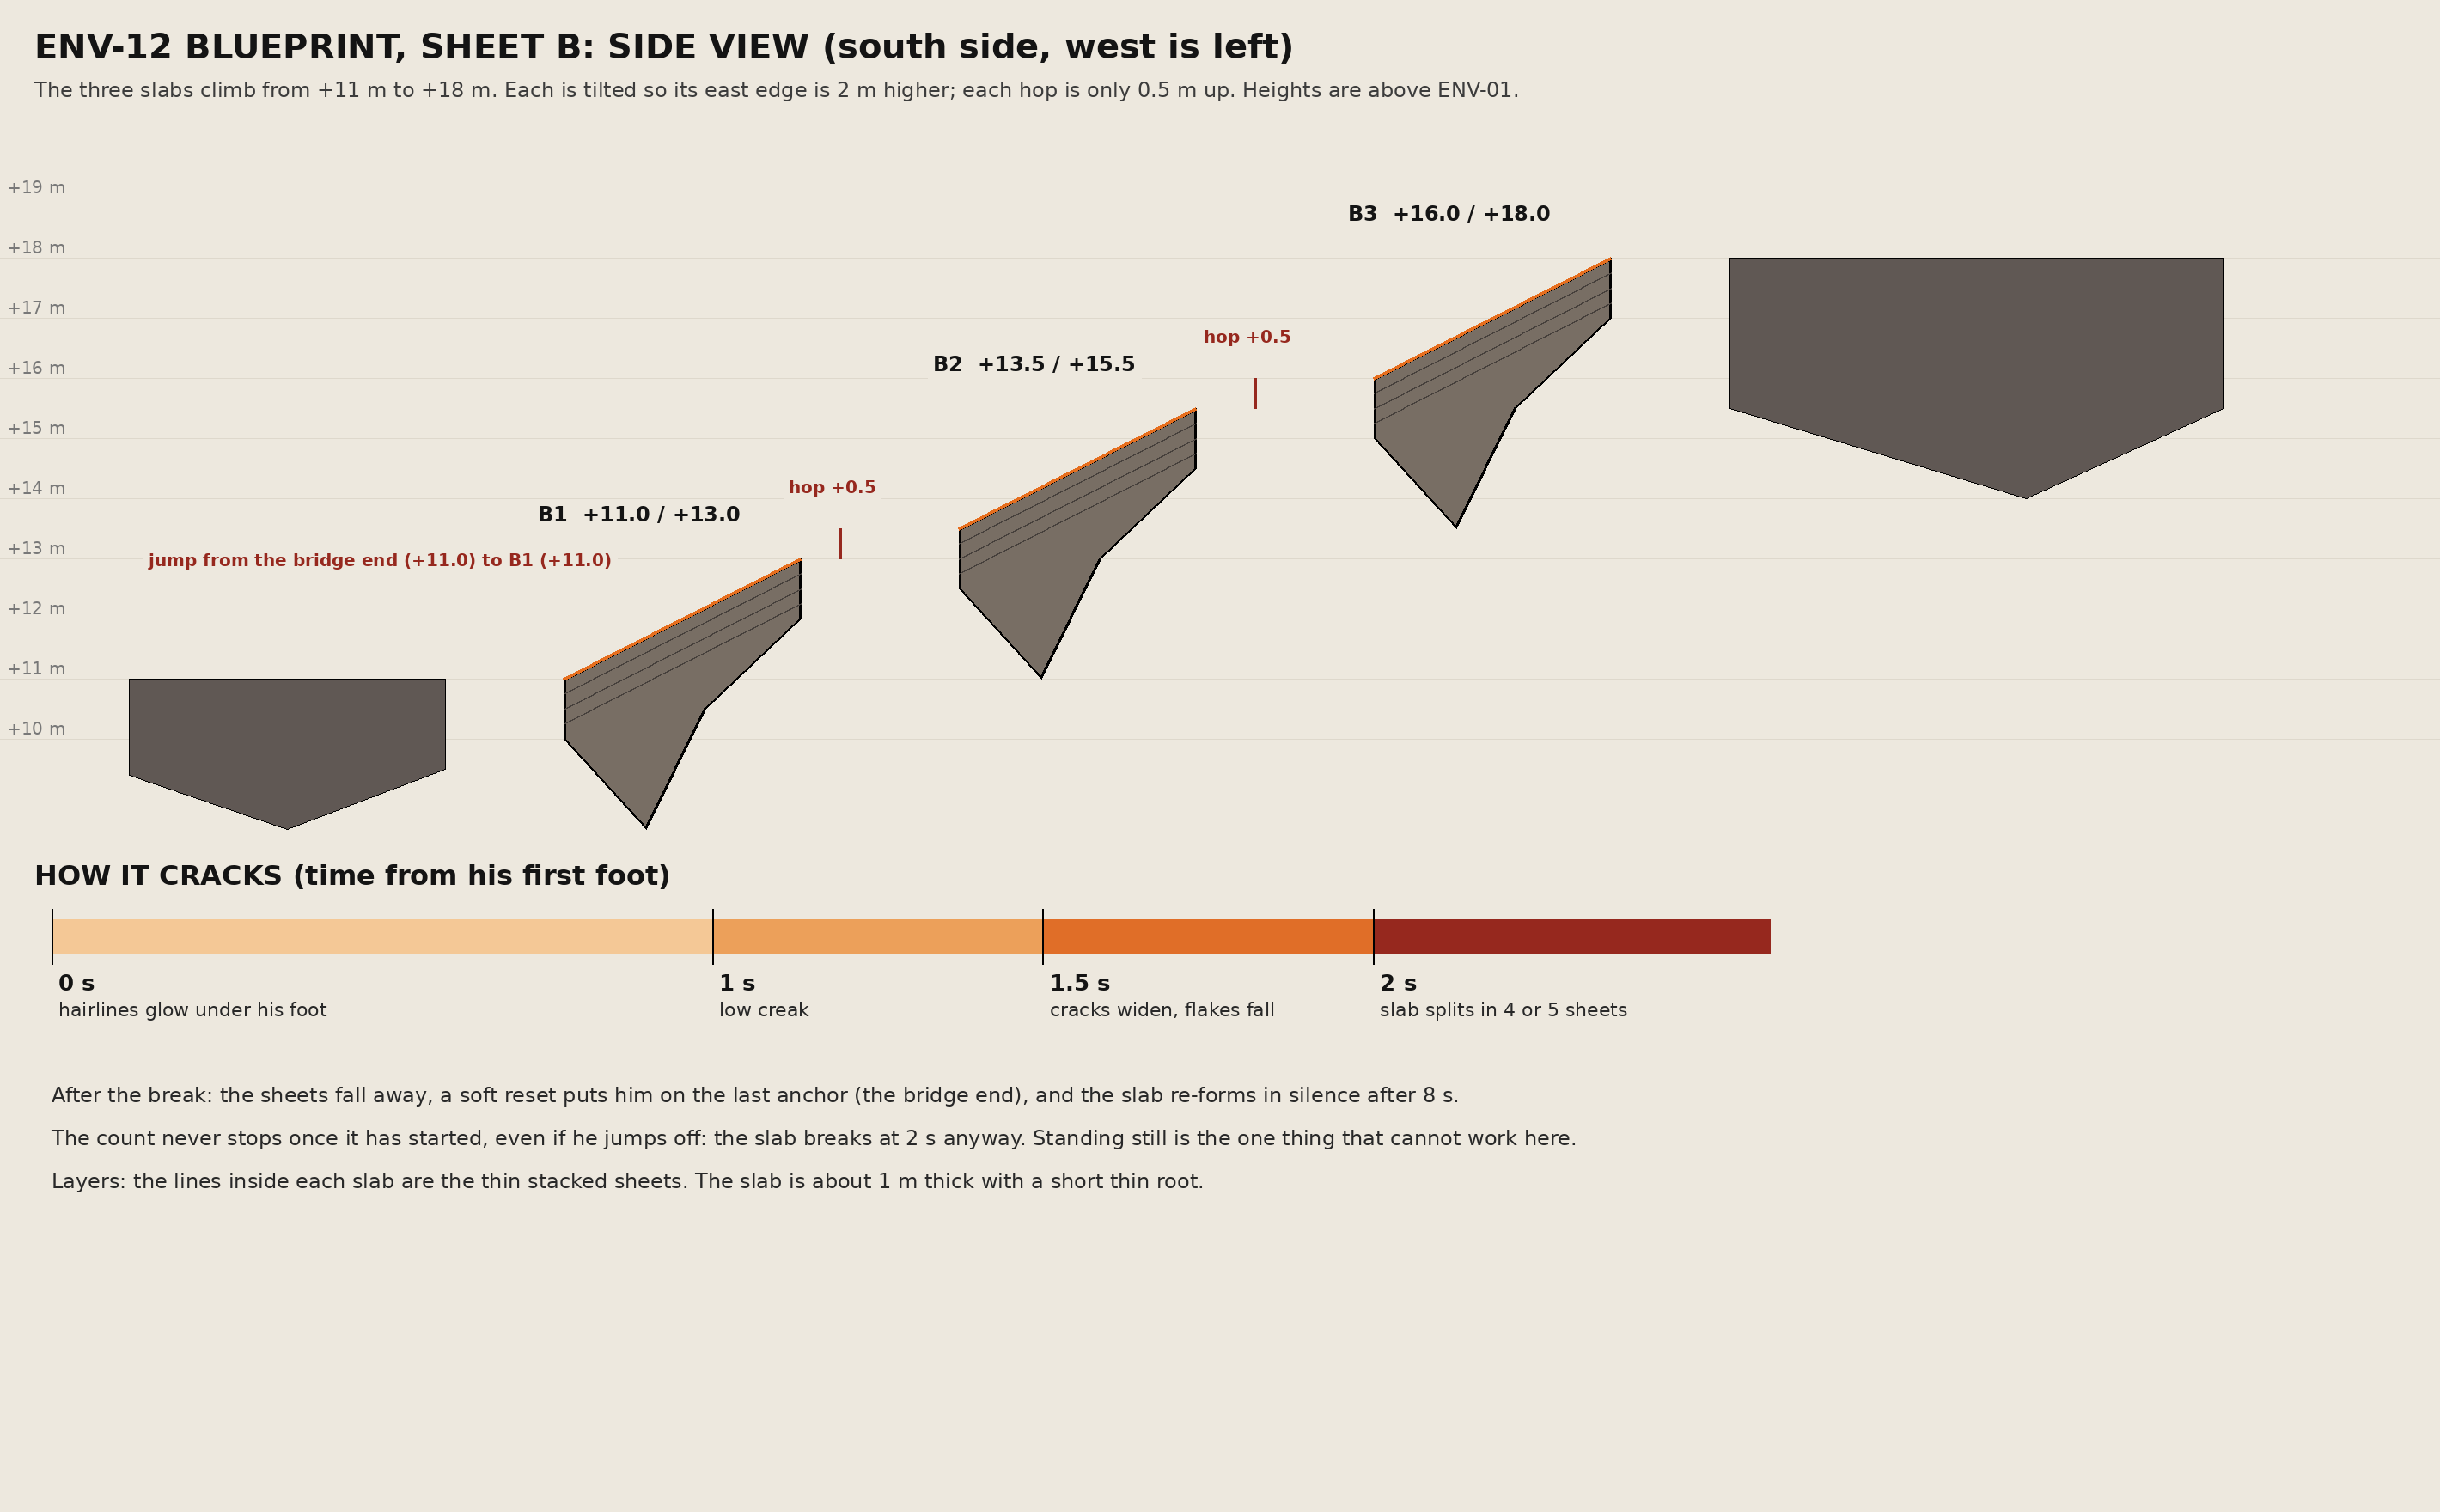 ENV-12 BLUEPRINT, SHEET B: SIDE VIEW (south side, west is left)
The three slabs climb from +11 m to +18 m. Each is tilted so its east edge is 2 m higher; each hop is only 0.5 m up. Heights are above ENV-01.
+19 m
B3 +16.0 / +18.0
+18 m
+17 m
hop +0.5
+16 m
B2 +13.5 / +15.5
+15 m
+14 m
hop +0.5
B1 +11.0 / +13.0
+13 m
jump from the bridge end (+11.0) to B1 (+11.0)
+12 m
+11 m
+10 m
HOW IT CRACKS (time from his first foot)
0 s
hairlines glow under his foot
1 s
low creak
1.5 s
cracks widen, flakes fall
2 s
slab splits in 4 or 5 sheets
After the break: the sheets fall away, a soft reset puts him on the last anchor (the bridge end), and the slab re-forms in silence after 8 s.
The count never stops once it has started, even if he jumps off: the slab breaks at 2 s anyway. Standing still is the one thing that cannot work here.
Layers: the lines inside each slab are the thin stacked sheets. The slab is about 1 m thick with a short thin root.